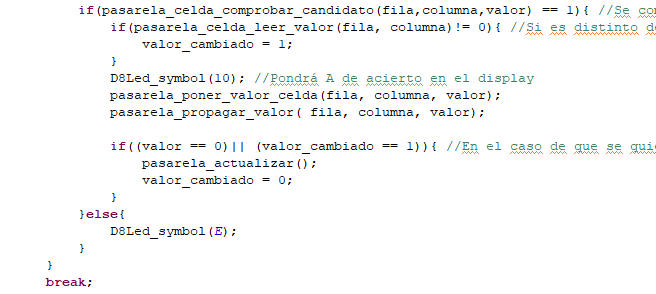 if(pasarela_celda_comprobar_candidato(fila,columna,valor) == 1){ //Se
if(pasarela_celda_leer_valor(fila, columna)!= 0){ //Si es distinto
valor_cambiado = 1;
}
D8Led_symbol(10); //Pondrá A de acierto en el display
pasarela_poner_valor_celda(fila, columna, valor);
pasarela_propagar_valor( fila, columna, valor);
if((valor == 0)|| (valor_cambiado == 1)){ //En el caso de que se
pasarela_actualizar();
valor_cambiado = 0;
}
}else{
D8Led_symbol(E);
}
}
break;